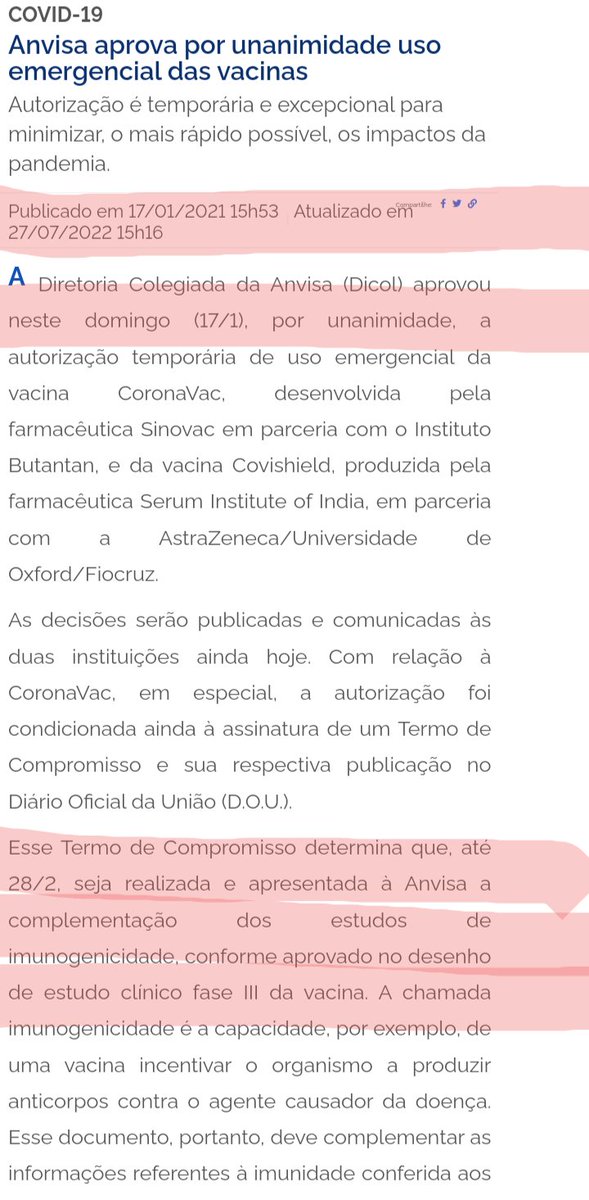 COVID-19
Anvisa aprova por unanimidade uso
emergencial das vacinas
Autorização é temporária e excepcional para
minimizar, o mais rápido possível, os impactos da
pandemia.
Compartilhe:
Publicado em 17/01/2021 15h53 Atualizado em
27/07/2022 15h16
A Diretoria Colegiada da Anvisa (Dicol) aprovou
neste domingo (17/1), por unanimidade, a
autorização temporária de uso emergencial da
vacina CoronaVac, desenvolvida pela
farmacêutica Sinovac em parceria com o Instituto
Butantan, e da vacina Covishield, produzida pela
farmacêutica Serum Institute of India, em parceria
com a AstraZeneca/Universidade de
Oxford/Fiocruz.
As decisões serão publicadas e comunicadas às
duas instituições ainda hoje. Com relação à
CoronaVac, em especial, a autorização foi
condicionada ainda à assinatura de um Termo de
Compromisso e sua respectiva publicação no
Diário Oficial da União (D.O.U.).
Esse Termo de Compromisso determina que, até
28/2, seja realizada e apresentada à Anvisa a
complementação dos estudos de
imunogenicidade, conforme aprovado no desenho
de estudo clínico fase III da vacina. A chamada
imunogenicidade é a capacidade, por exemplo, de
uma vacina incentivar o organismo a produzir
anticorpos contra o agente causador da doença.
Esse documento, portanto, deve complementar as
informações referentes à imunidade conferida aos